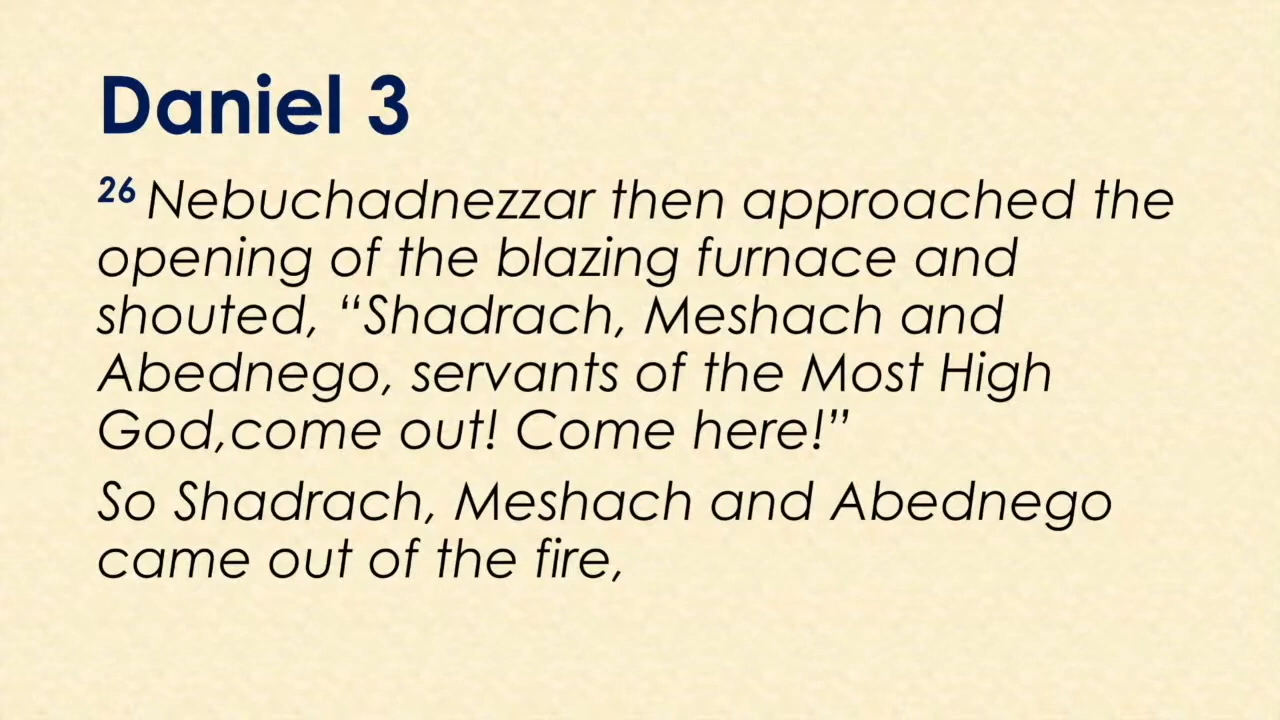 Daniel 3
26 Nebuchadnezzar then approached the
opening of the blazing furnace and
shouted, “Shadrach, Meshach and
Abednego, servants of the Most High
God,come out! Come here!”
So Shadrach, Meshach and Abednego
came out of the fire,